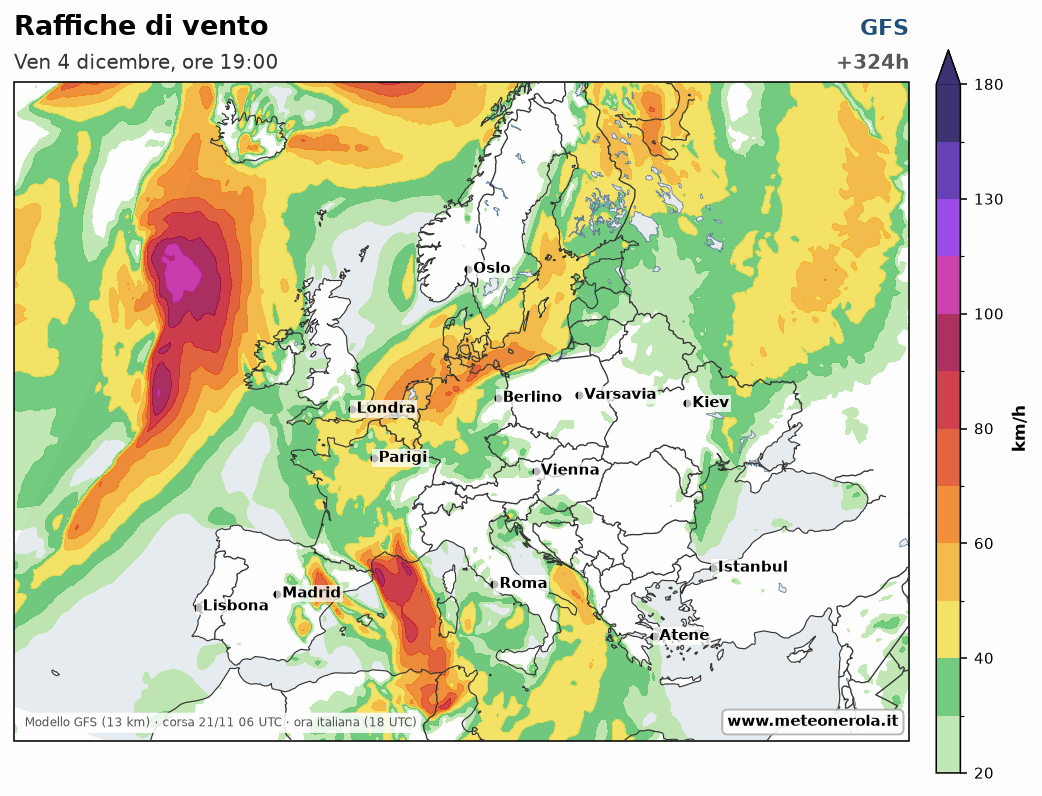 Raffiche di vento
GFS
Ven 4 dicembre, ore 19:00
+324h
180
130
100
80
60
40
20
km/h
Oslo
Londra
Berlino
Varsavia
Kiev
Parigi
Vienna
Istanbul
Roma
Madrid
Lisbona
Atene
Modello GFS (13 km) · corsa 21/11 06 UTC · ora italiana (18 UTC)
www.meteonerola.it